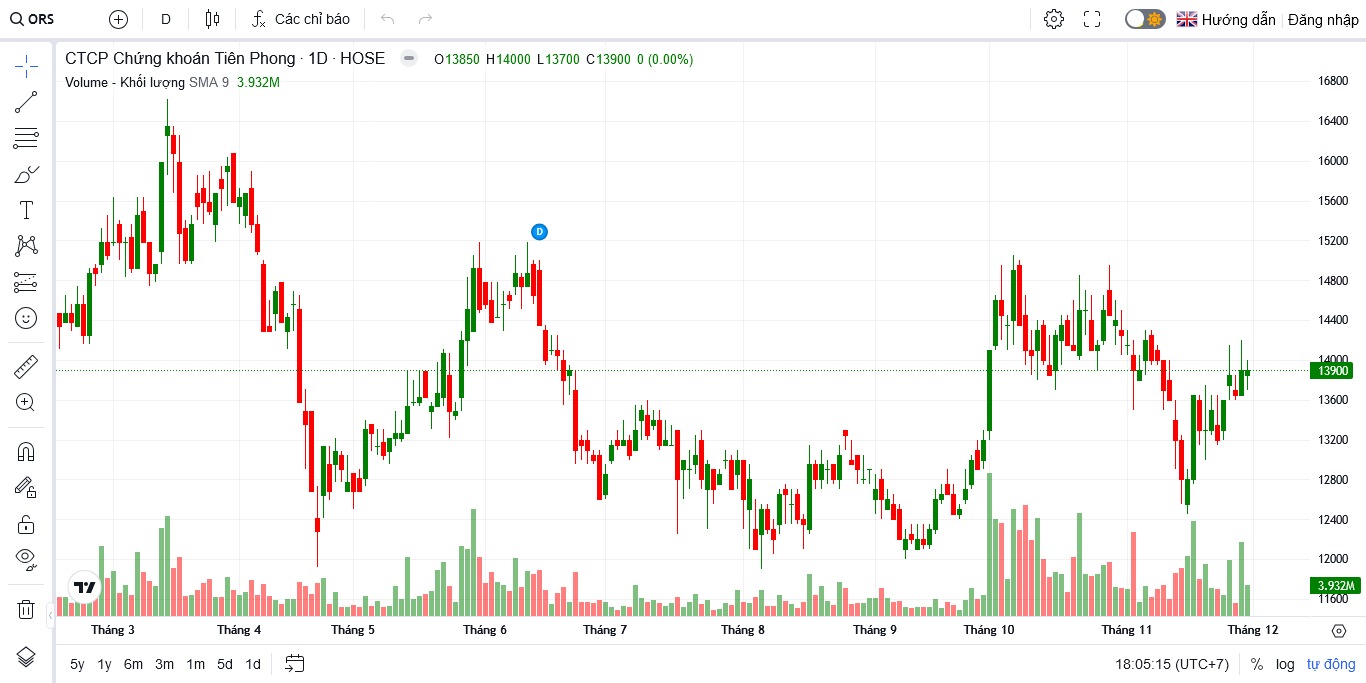 ORS D Các chỉ báo Hướng dẫn Đăng nhập
CTCP Chứng khoán Tiên Phong · 1D · HOSE O13850 H14000 L13700 C13900 0 (0.00%)
Volume - Khối lượng SMA 9 3.932M
D
16800
16400
16000
15600
15200
14800
14400
14000
13900
13600
13200
12800
12400
12000
3.932M
11600
Tháng 3 Tháng 4 Tháng 5 Tháng 6 Tháng 7 Tháng 8 Tháng 9 Tháng 10 Tháng 11 Tháng 12
5y 1y 6m 3m 1m 5d 1d 18:05:15 (UTC+7) % log tự động